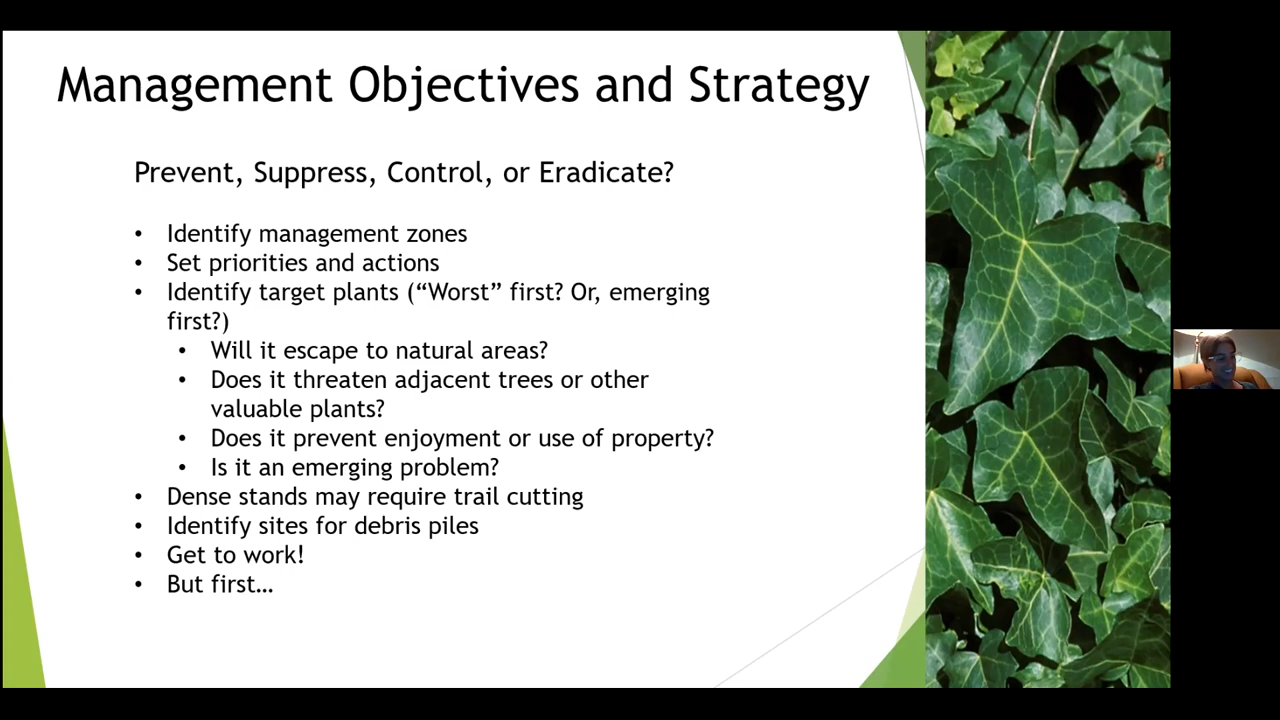 Management Objectives and Strategy
Prevent, Suppress, Control, or Eradicate?
• Identify management zones
• Set priorities and actions
• Identify target plants (“Worst” first? Or, emerging
first?)
• Will it escape to natural areas?
• Does it threaten adjacent trees or other
valuable plants?
• Does it prevent enjoyment or use of property?
• Is it an emerging problem?
• Dense stands may require trail cutting
• Identify sites for debris piles
• Get to work!
• But first…